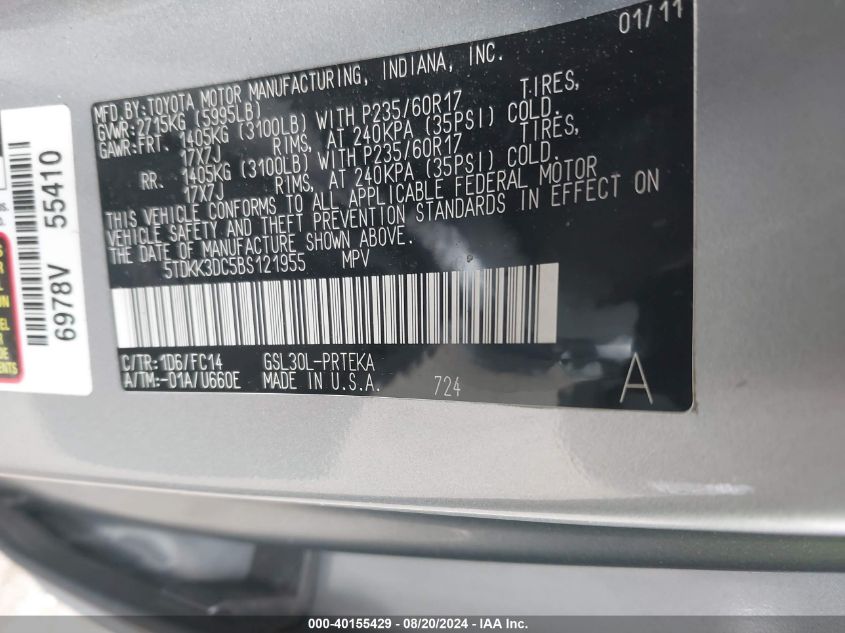 01/11
MFD.BY:TOYOTA MOTOR MANUFACTURING, INDIANA, INC.
GVWR:2715KG (5995LB)
GAWR:FRT. 1405KG (3100LB) WITH P235/60R17 TIRES,
17X7J RIMS, AT 240KPA (35PSI) COLD.
RR. 1405KG (3100LB) WITH P235/60R17 TIRES,
17X7J RIMS, AT 240KPA (35PSI) COLD.
THIS VEHICLE CONFORMS TO ALL APPLICABLE FEDERAL MOTOR
VEHICLE SAFETY AND THEFT PREVENTION STANDARDS IN EFFECT ON
THE DATE OF MANUFACTURE SHOWN ABOVE.
5TDKK3DC5BS121955 MPV
C/TR:1D6/FC14 GSL30L-PRTEKA
A/TM:-01A/U660E MADE IN U.S.A. 724 A
6978V 55410
000-40155429 - 08/20/2024 - IAA Inc.